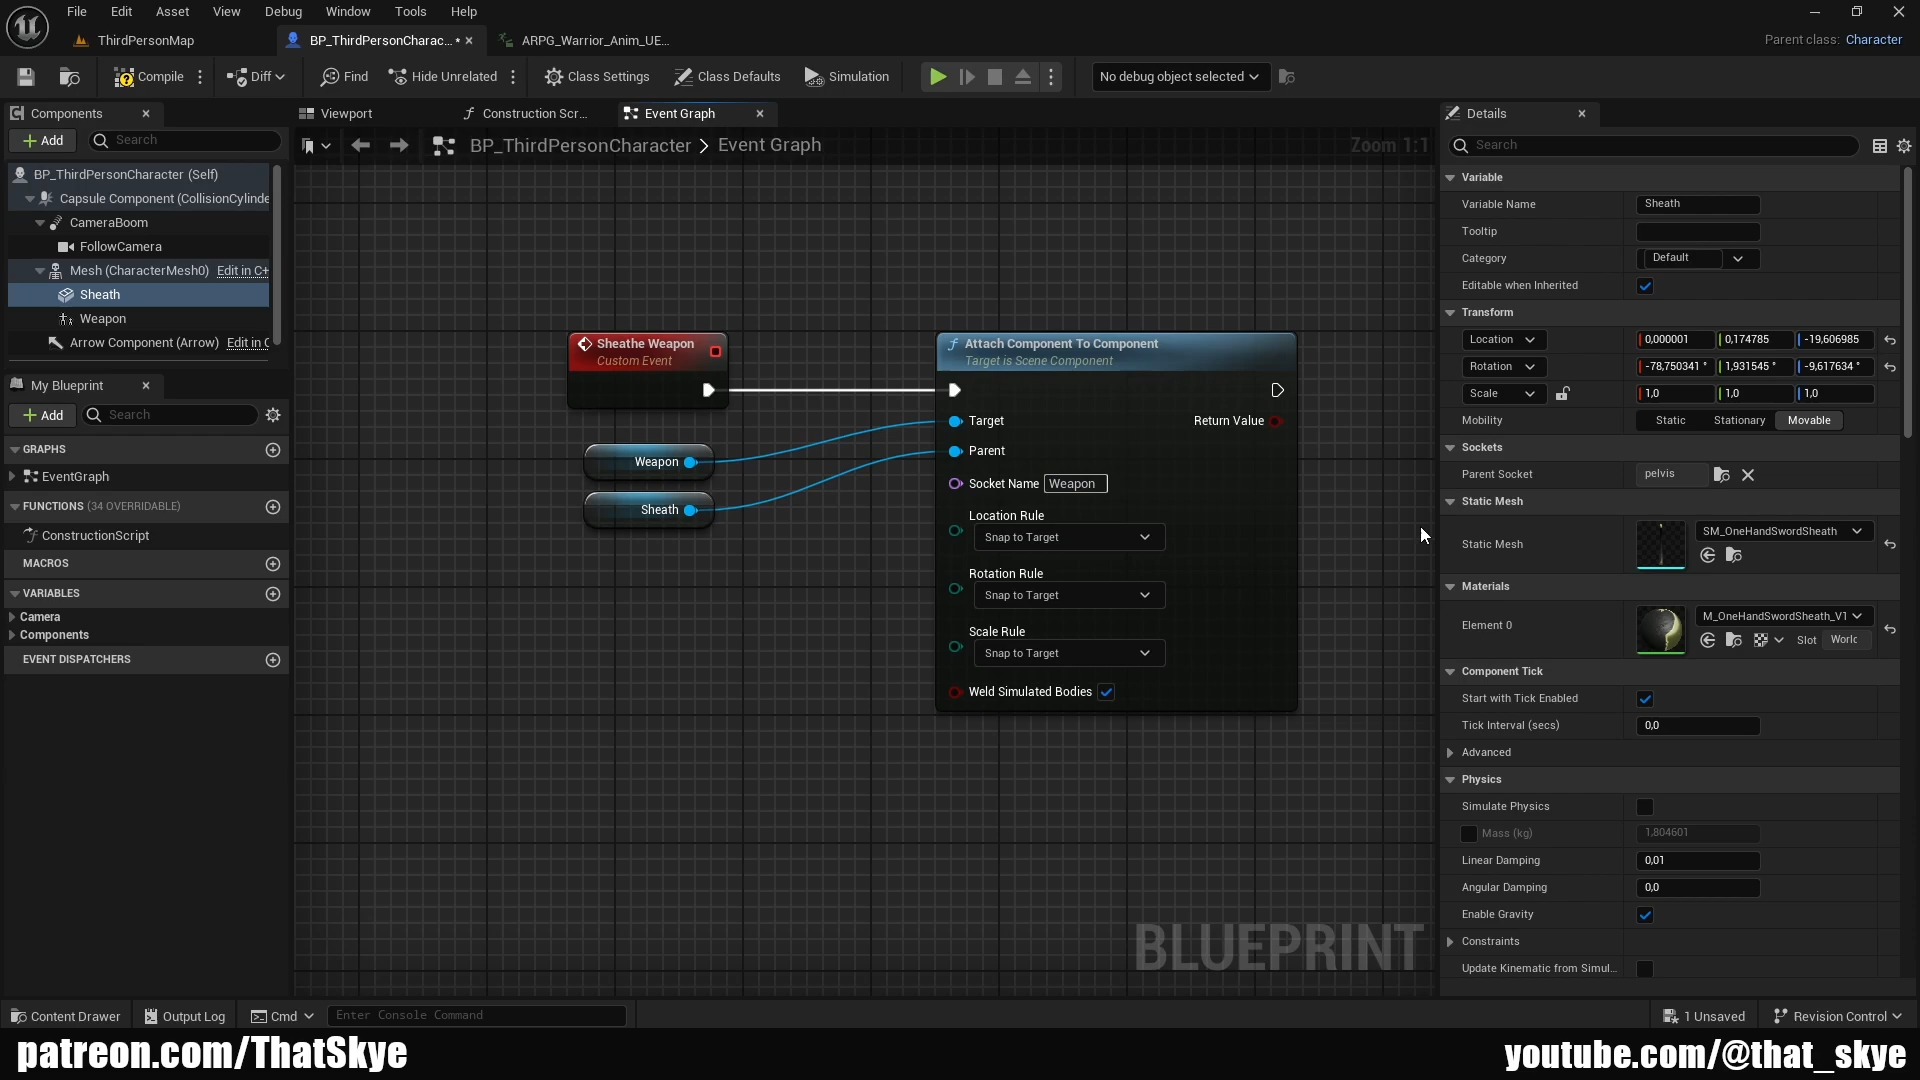 File Edit Asset View Debug Window Tools Help
ThirdPersonMap
BP_ThirdPersonCharac... *
ARPG_Warrior_Anim_UE...
Parent class: Character
Compile
Diff
Find
Hide Unrelated
Class Settings
Class Defaults
Simulation
No debug object selected
Components
Add
Search
BP_ThirdPersonCharacter (Self)
Capsule Component (CollisionCylinde
CameraBoom
FollowCamera
Mesh (CharacterMesh0) Edit in C+
Sheath
Weapon
Arrow Component (Arrow) Edit in C
My Blueprint
Add
Search
GRAPHS
EventGraph
FUNCTIONS (34 OVERRIDABLE)
ConstructionScript
MACROS
VARIABLES
Camera
Components
EVENT DISPATCHERS
Viewport
Construction Scr...
Event Graph
BP_ThirdPersonCharacter > Event Graph
Zoom 1:1
Sheathe Weapon
Custom Event
Weapon
Sheath
Attach Component To Component
Target is Scene Component
Target
Return Value
Parent
Socket Name Weapon
Location Rule
Snap to Target
Rotation Rule
Snap to Target
Scale Rule
Snap to Target
Weld Simulated Bodies
BLUEPRINT
Details
Search
Variable
Variable Name Sheath
Tooltip
Category Default
Editable when Inherited
Transform
Location 0,000001 0,174785 -19,606985
Rotation -78,750341 ° 1,931545 ° -9,617634 °
Scale 1,0 1,0 1,0
Mobility Static Stationary Movable
Sockets
Parent Socket pelvis
Static Mesh
Static Mesh SM_OneHandSwordSheath
Materials
Element 0 M_OneHandSwordSheath_V1
Slot Worlc
Component Tick
Start with Tick Enabled
Tick Interval (secs) 0,0
Advanced
Physics
Simulate Physics
Mass (kg) 1,804601
Linear Damping 0,01
Angular Damping 0,0
Enable Gravity
Constraints
Update Kinematic from Simul...
Content Drawer
Output Log
Cmd
Enter Console Command
1 Unsaved
Revision Control
patreon.com/ThatSkye
youtube.com/@that_skye